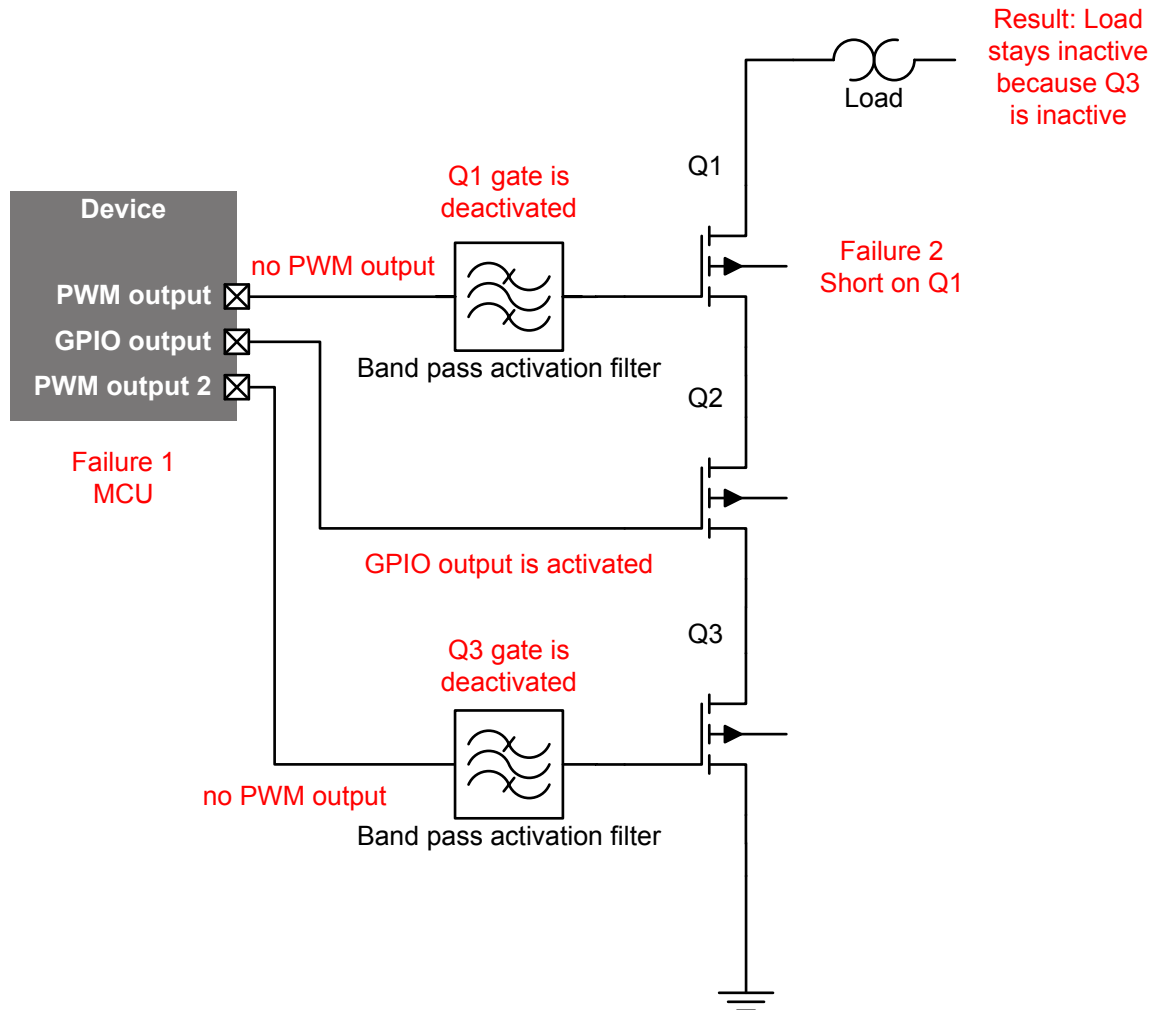 Result: Load
stays inactive
because Q3
is inactive
Load
Q1
Q1 gate is
deactivated
Device
no PWM output
Failure 2
Short on Q1
PWM output
GPIO output
PWM output 2
Band pass activation filter
Q2
Failure 1
MCU
GPIO output is activated
Q3
Q3 gate is
deactivated
no PWM output
Band pass activation filter